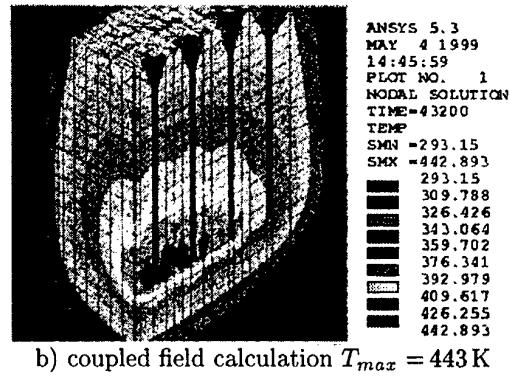 ANSYS 5.3
MAY 4 1999
14:45:59
PLOT NO. 1
NODAL SOLUTION
TIME=43200
TEMP
SMN =293.15
SMX =442.893
293.15
309.788
326.426
343.064
359.702
376.341
392.979
409.617
426.255
442.893
b) coupled field calculation T_max = 443 K